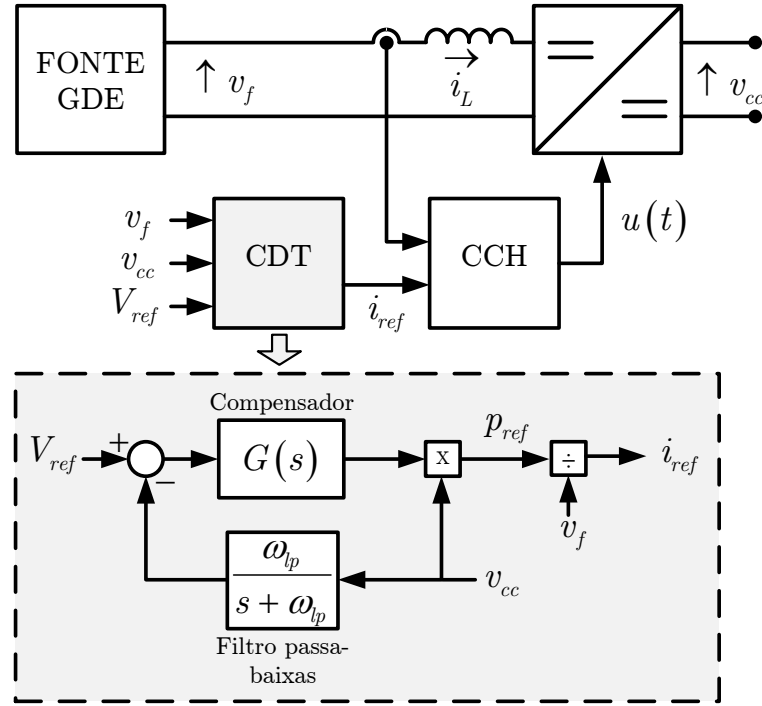 FONTE
GDE
↑ v_f
→
i_L
↑ v_cc
v_f
v_cc
V_ref
CDT
i_ref
CCH
u(t)
Compensador
V_ref
+
−
G(s)
x
p_ref
÷
i_ref
v_f
ω_lp
s + ω_lp
v_cc
Filtro passa-
baixas